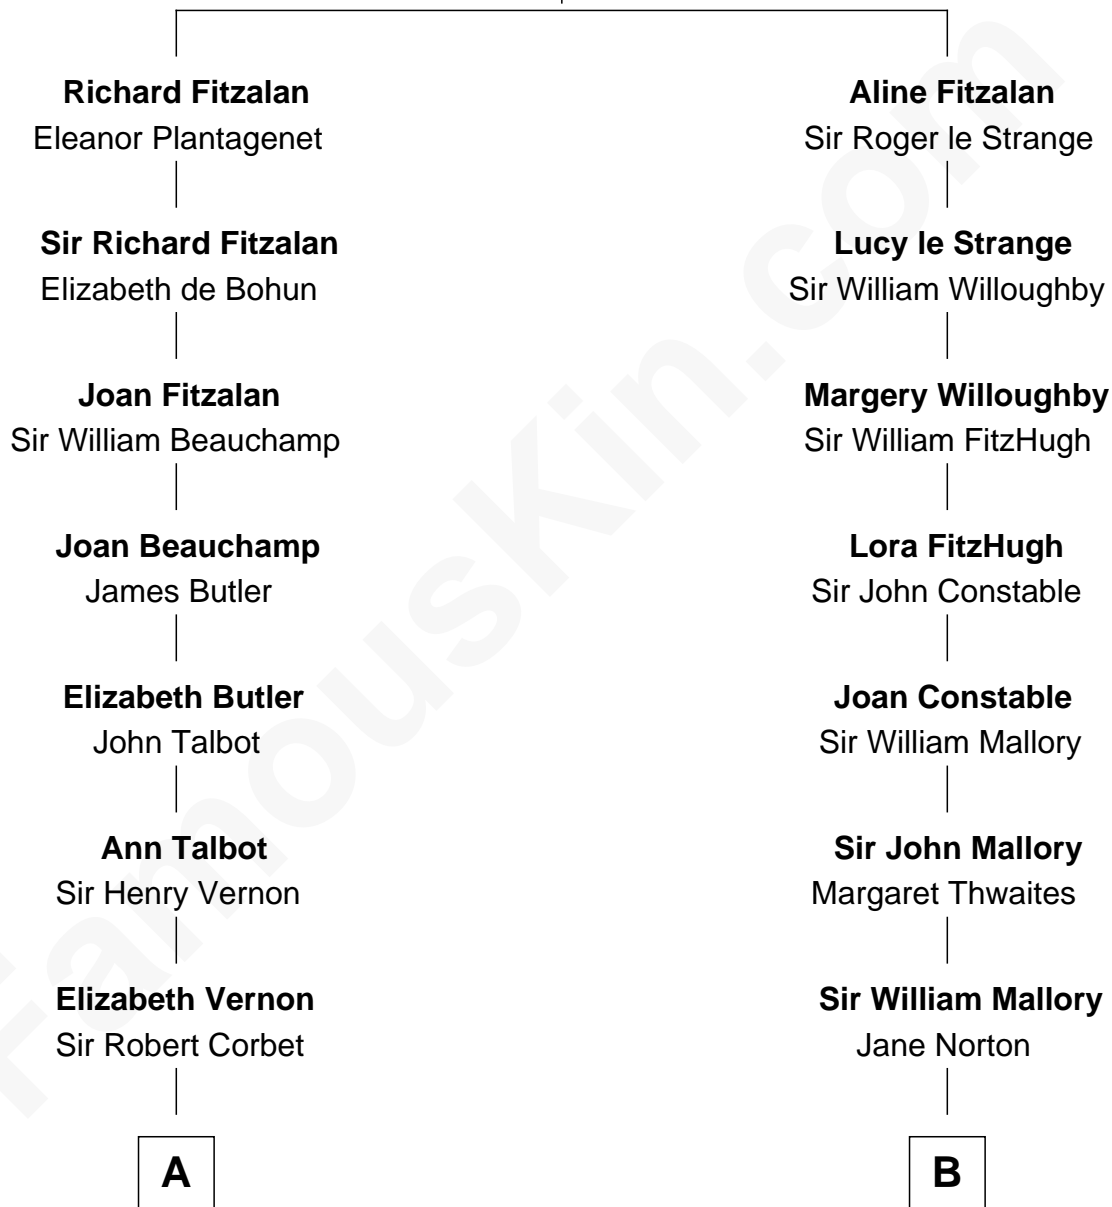 Richard Fitzalan
Eleanor Plantagenet
Sir Richard Fitzalan
Elizabeth de Bohun
Joan Fitzalan
Sir William Beauchamp
Joan Beauchamp
James Butler
Elizabeth Butler
John Talbot
Ann Talbot
Sir Henry Vernon
Elizabeth Vernon
Sir Robert Corbet
A
Aline Fitzalan
Sir Roger le Strange
Lucy le Strange
Sir William Willoughby
Margery Willoughby
Sir William FitzHugh
Lora FitzHugh
Sir John Constable
Joan Constable
Sir William Mallory
Sir John Mallory
Margaret Thwaites
Sir William Mallory
Jane Norton
B
FamousKin.com